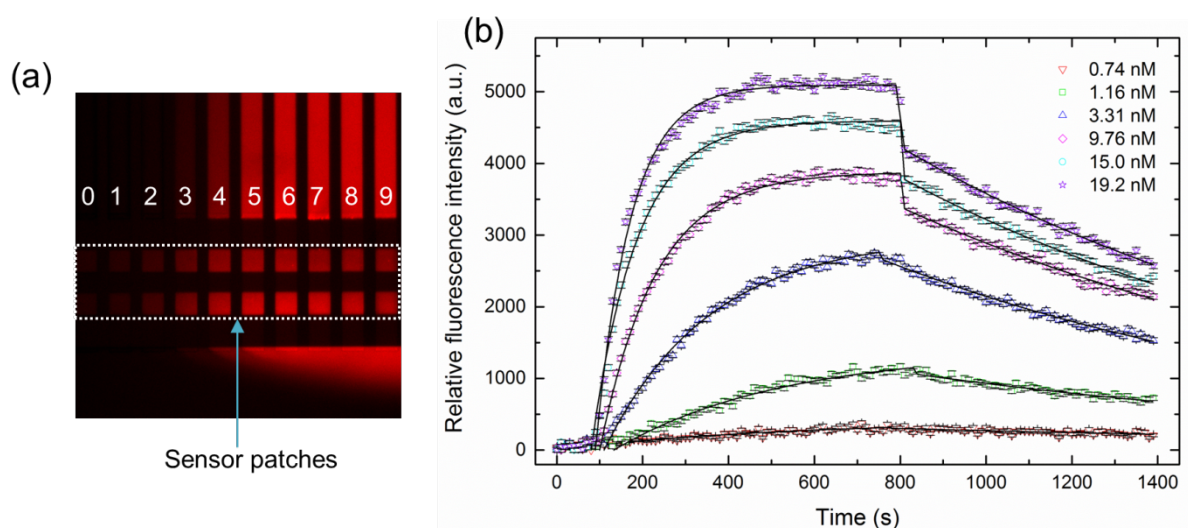 (a)
0 1 2 3 4 5 6 7 8 9
Sensor patches
(b)
Relative fluorescence intensity (a.u.)
5000
4000
3000
2000
1000
0
0 200 400 600 800 1000 1200 1400
Time (s)
0.74 nM
1.16 nM
3.31 nM
9.76 nM
15.0 nM
19.2 nM